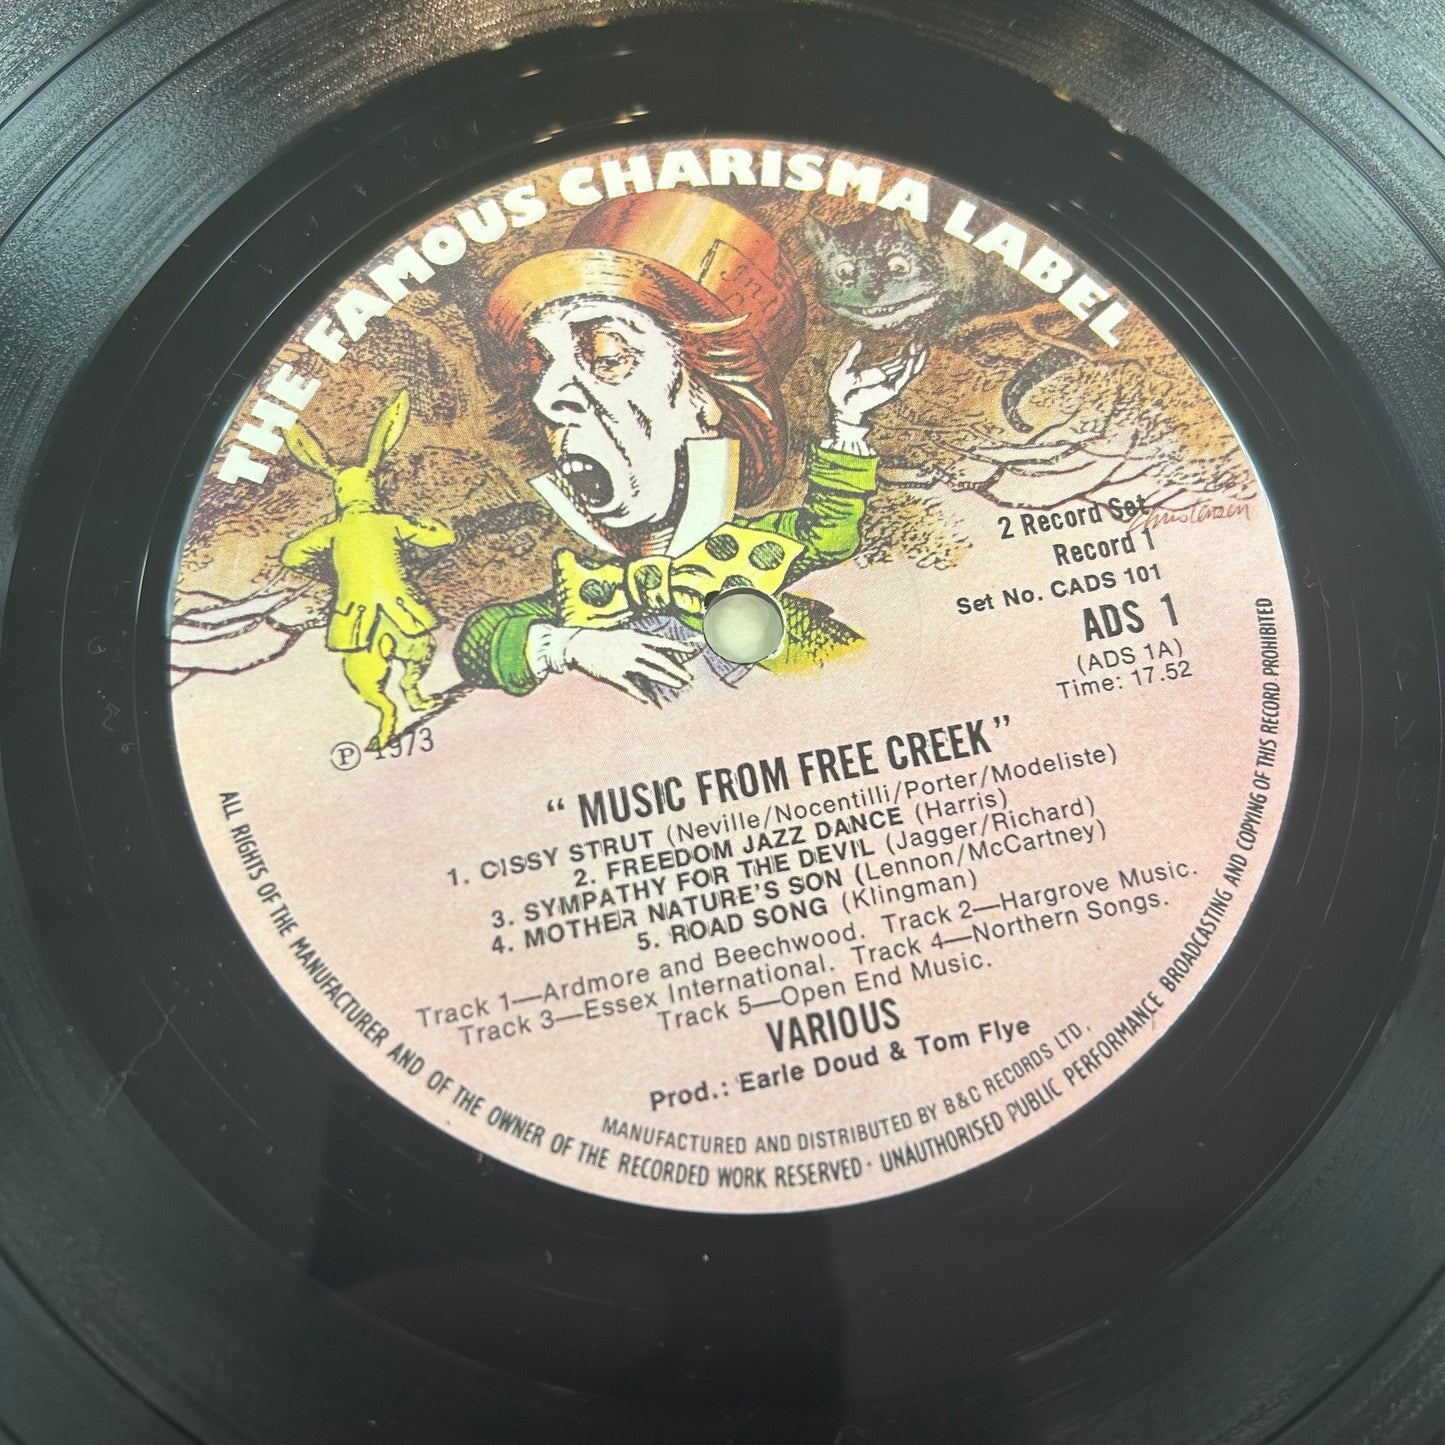 THE FAMOUS CHARISMA LABEL
2 Record Set
Record 1
Set No. CADS 101
ADS 1
(ADS 1A)
Time: 17.52
Ⓟ 1973
“ MUSIC FROM FREE CREEK ”
1. CISSY STRUT (Neville/Nocentilli/Porter/Modeliste)
2. FREEDOM JAZZ DANCE (Harris)
3. SYMPATHY FOR THE DEVIL (Jagger/Richard)
4. MOTHER NATURE'S SON (Lennon/McCartney)
5. ROAD SONG (Klingman)
Track 1—Ardmore and Beechwood. Track 2—Hargrove Music.
Track 3—Essex International. Track 4—Northern Songs.
Track 5—Open End Music.
VARIOUS
Prod.: Earle Doud & Tom Flye
MANUFACTURED AND DISTRIBUTED BY B&C RECORDS LTD.
ALL RIGHTS OF THE MANUFACTURER AND OF THE OWNER OF THE RECORDED WORK RESERVED · UNAUTHORISED PUBLIC PERFORMANCE BROADCASTING AND COPYING OF THIS RECORD PROHIBITED